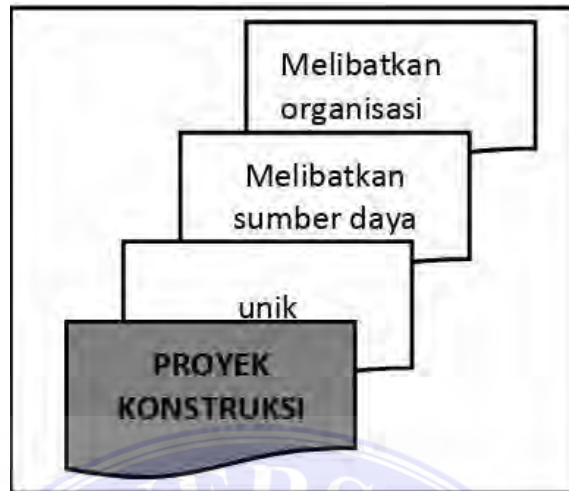 Melibatkan
organisasi
Melibatkan
sumber daya
unik
PROYEK
KONSTRUKSI